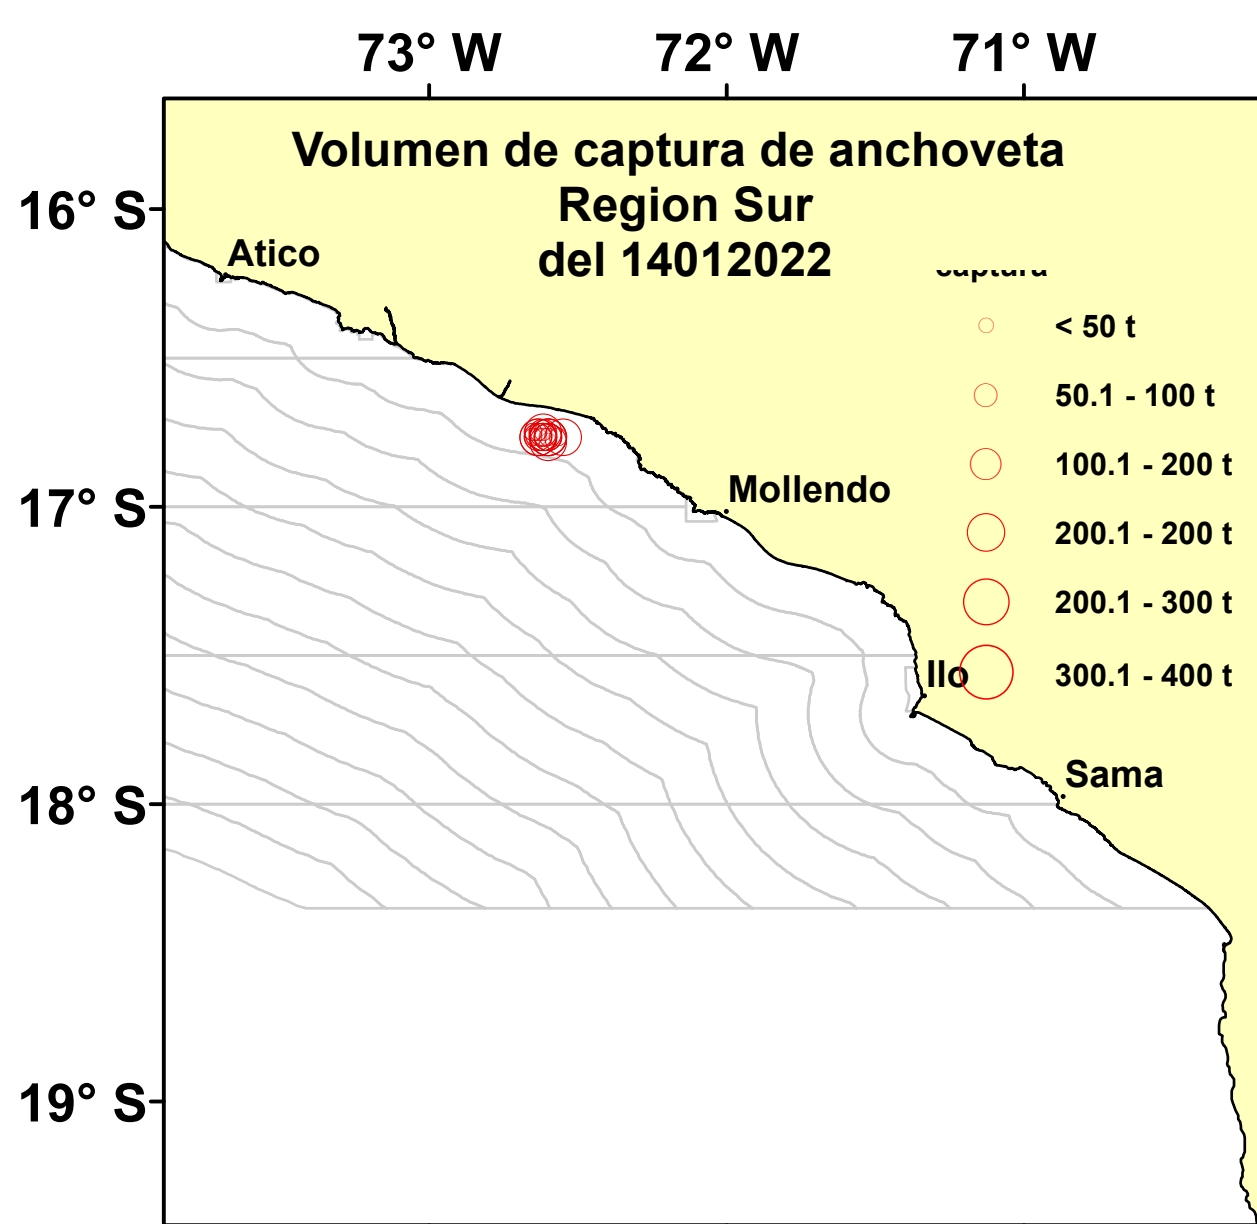 73° W 72° W 71° W
Volumen de captura de anchoveta
Region Sur
del 14012022
16° S
Atico
captura
< 50 t
50.1 - 100 t
100.1 - 200 t
17° S
Mollendo
200.1 - 200 t
200.1 - 300 t
Ilo
300.1 - 400 t
Sama
18° S
19° S